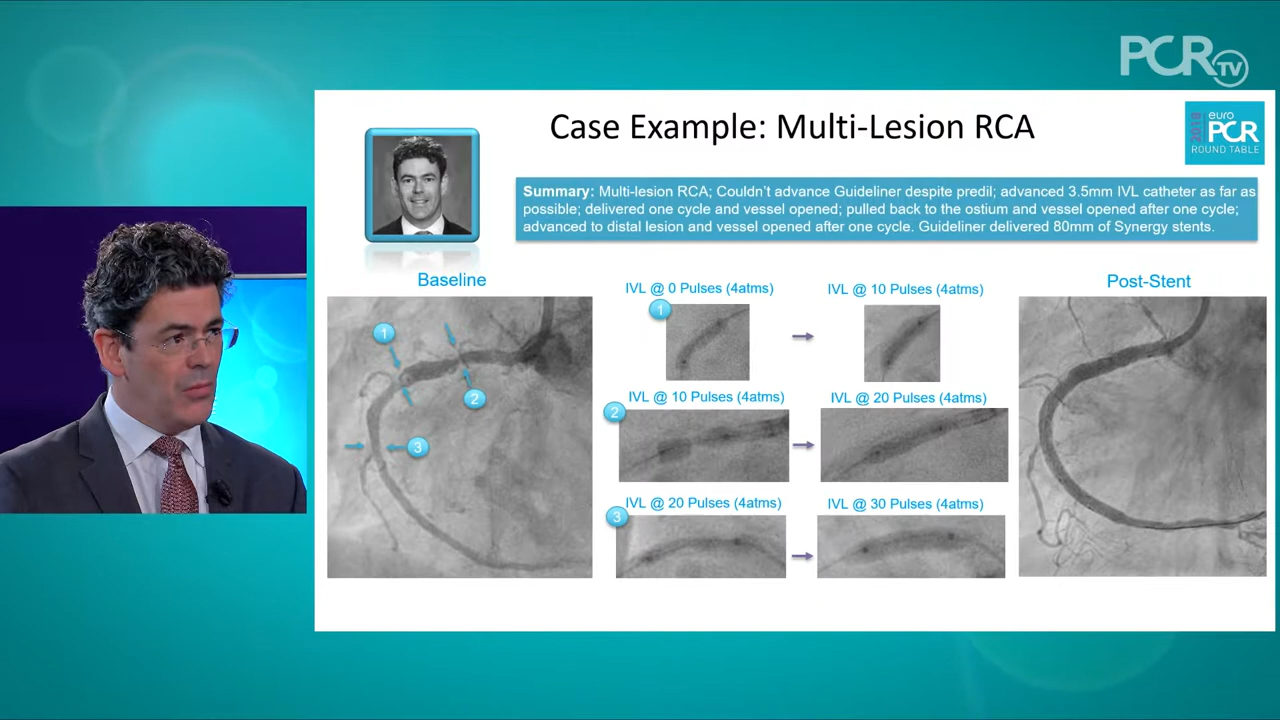 PCR TV
Case Example: Multi-Lesion RCA
2018 euro
PCR
ROUND TABLE
Summary: Multi-lesion RCA; Couldn't advance Guideliner despite predil; advanced 3.5mm IVL catheter as far as
possible; delivered one cycle and vessel opened; pulled back to the ostium and vessel opened after one cycle;
advanced to distal lesion and vessel opened after one cycle. Guideliner delivered 80mm of Synergy stents.
Baseline
1
2
3
IVL @ 0 Pulses (4atms)
IVL @ 10 Pulses (4atms)
1
IVL @ 10 Pulses (4atms)
IVL @ 20 Pulses (4atms)
2
IVL @ 20 Pulses (4atms)
IVL @ 30 Pulses (4atms)
3
Post-Stent